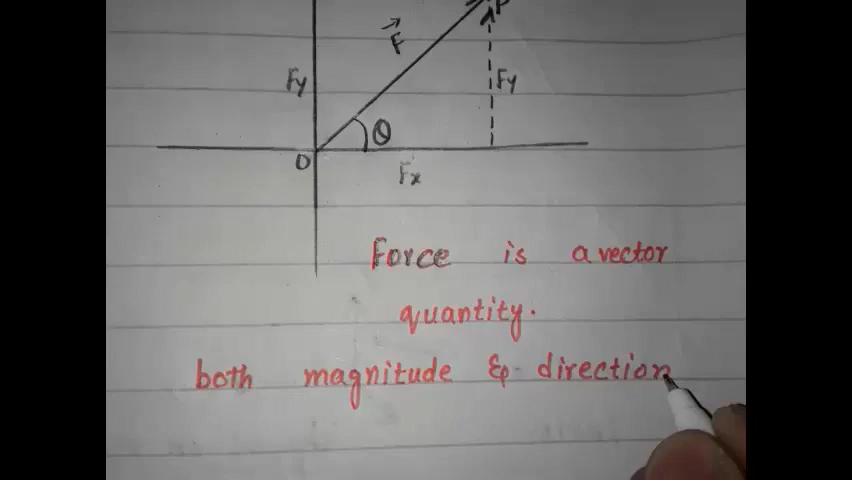 P
F
Fy
Fy
θ
O
Fx
Force is a vector
quantity.
both magnitude & direction